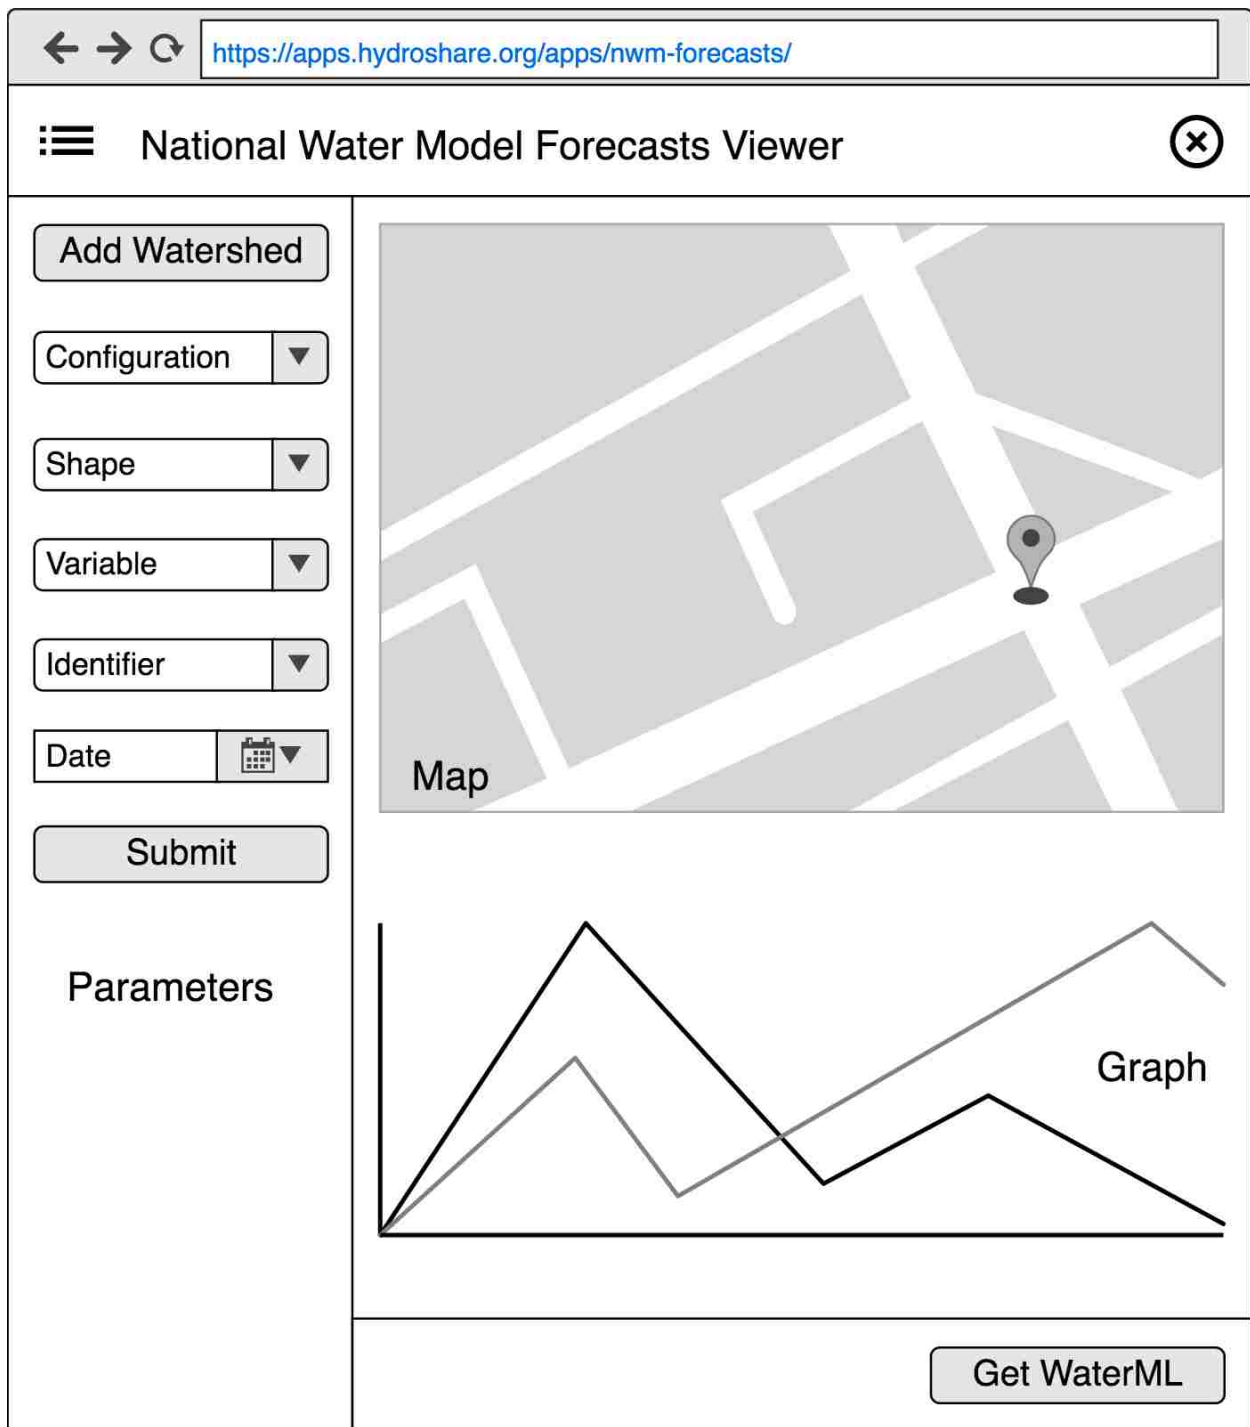 https://apps.hydroshare.org/apps/nwm-forecasts/
National Water Model Forecasts Viewer
Add Watershed
Configuration
Shape
Variable
Identifier
Date
Submit
Parameters
Map
Graph
Get WaterML